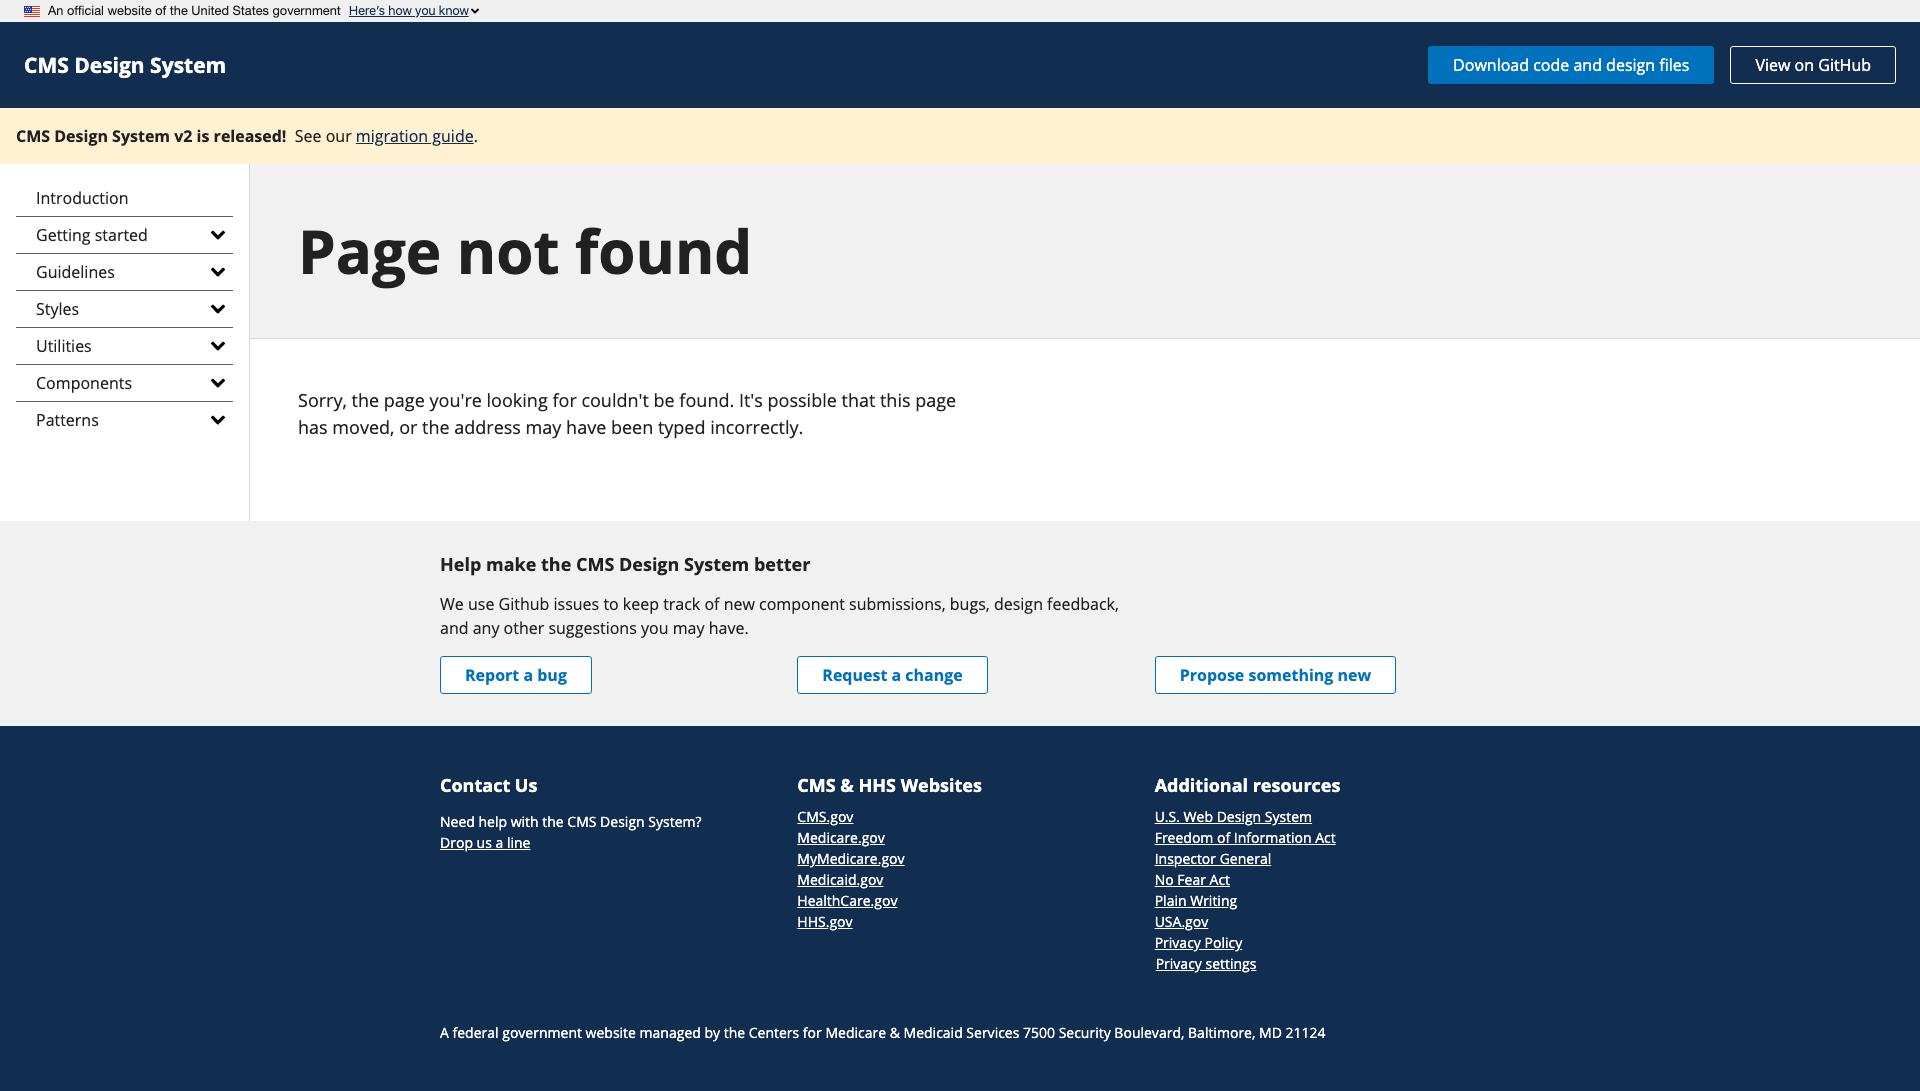 An official website of the United States government Here's how you know
CMS Design System
Download code and design files
View on GitHub
CMS Design System v2 is released! See our migration guide.
Introduction
Getting started
Guidelines
Styles
Utilities
Components
Patterns
Page not found
Sorry, the page you're looking for couldn't be found. It's possible that this page
has moved, or the address may have been typed incorrectly.
Help make the CMS Design System better
We use Github issues to keep track of new component submissions, bugs, design feedback,
and any other suggestions you may have.
Report a bug
Request a change
Propose something new
Contact Us
Need help with the CMS Design System?
Drop us a line
CMS & HHS Websites
CMS.gov
Medicare.gov
MyMedicare.gov
Medicaid.gov
HealthCare.gov
HHS.gov
Additional resources
U.S. Web Design System
Freedom of Information Act
Inspector General
No Fear Act
Plain Writing
USA.gov
Privacy Policy
Privacy settings
A federal government website managed by the Centers for Medicare & Medicaid Services 7500 Security Boulevard, Baltimore, MD 21124